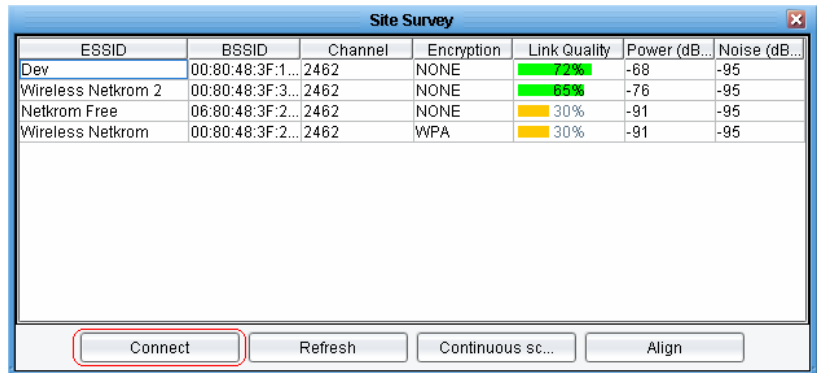 Site Survey
ESSID BSSID Channel Encryption Link Quality Power (dB... Noise (dB...
Dev 00:80:48:3F:1... 2462 NONE 72% -68 -95
Wireless Netkrom 2 00:80:48:3F:3... 2462 NONE 65% -76 -95
Netkrom Free 06:80:48:3F:2... 2462 NONE 30% -91 -95
Wireless Netkrom 00:80:48:3F:2... 2462 WPA 30% -91 -95
Connect Refresh Continuous sc... Align